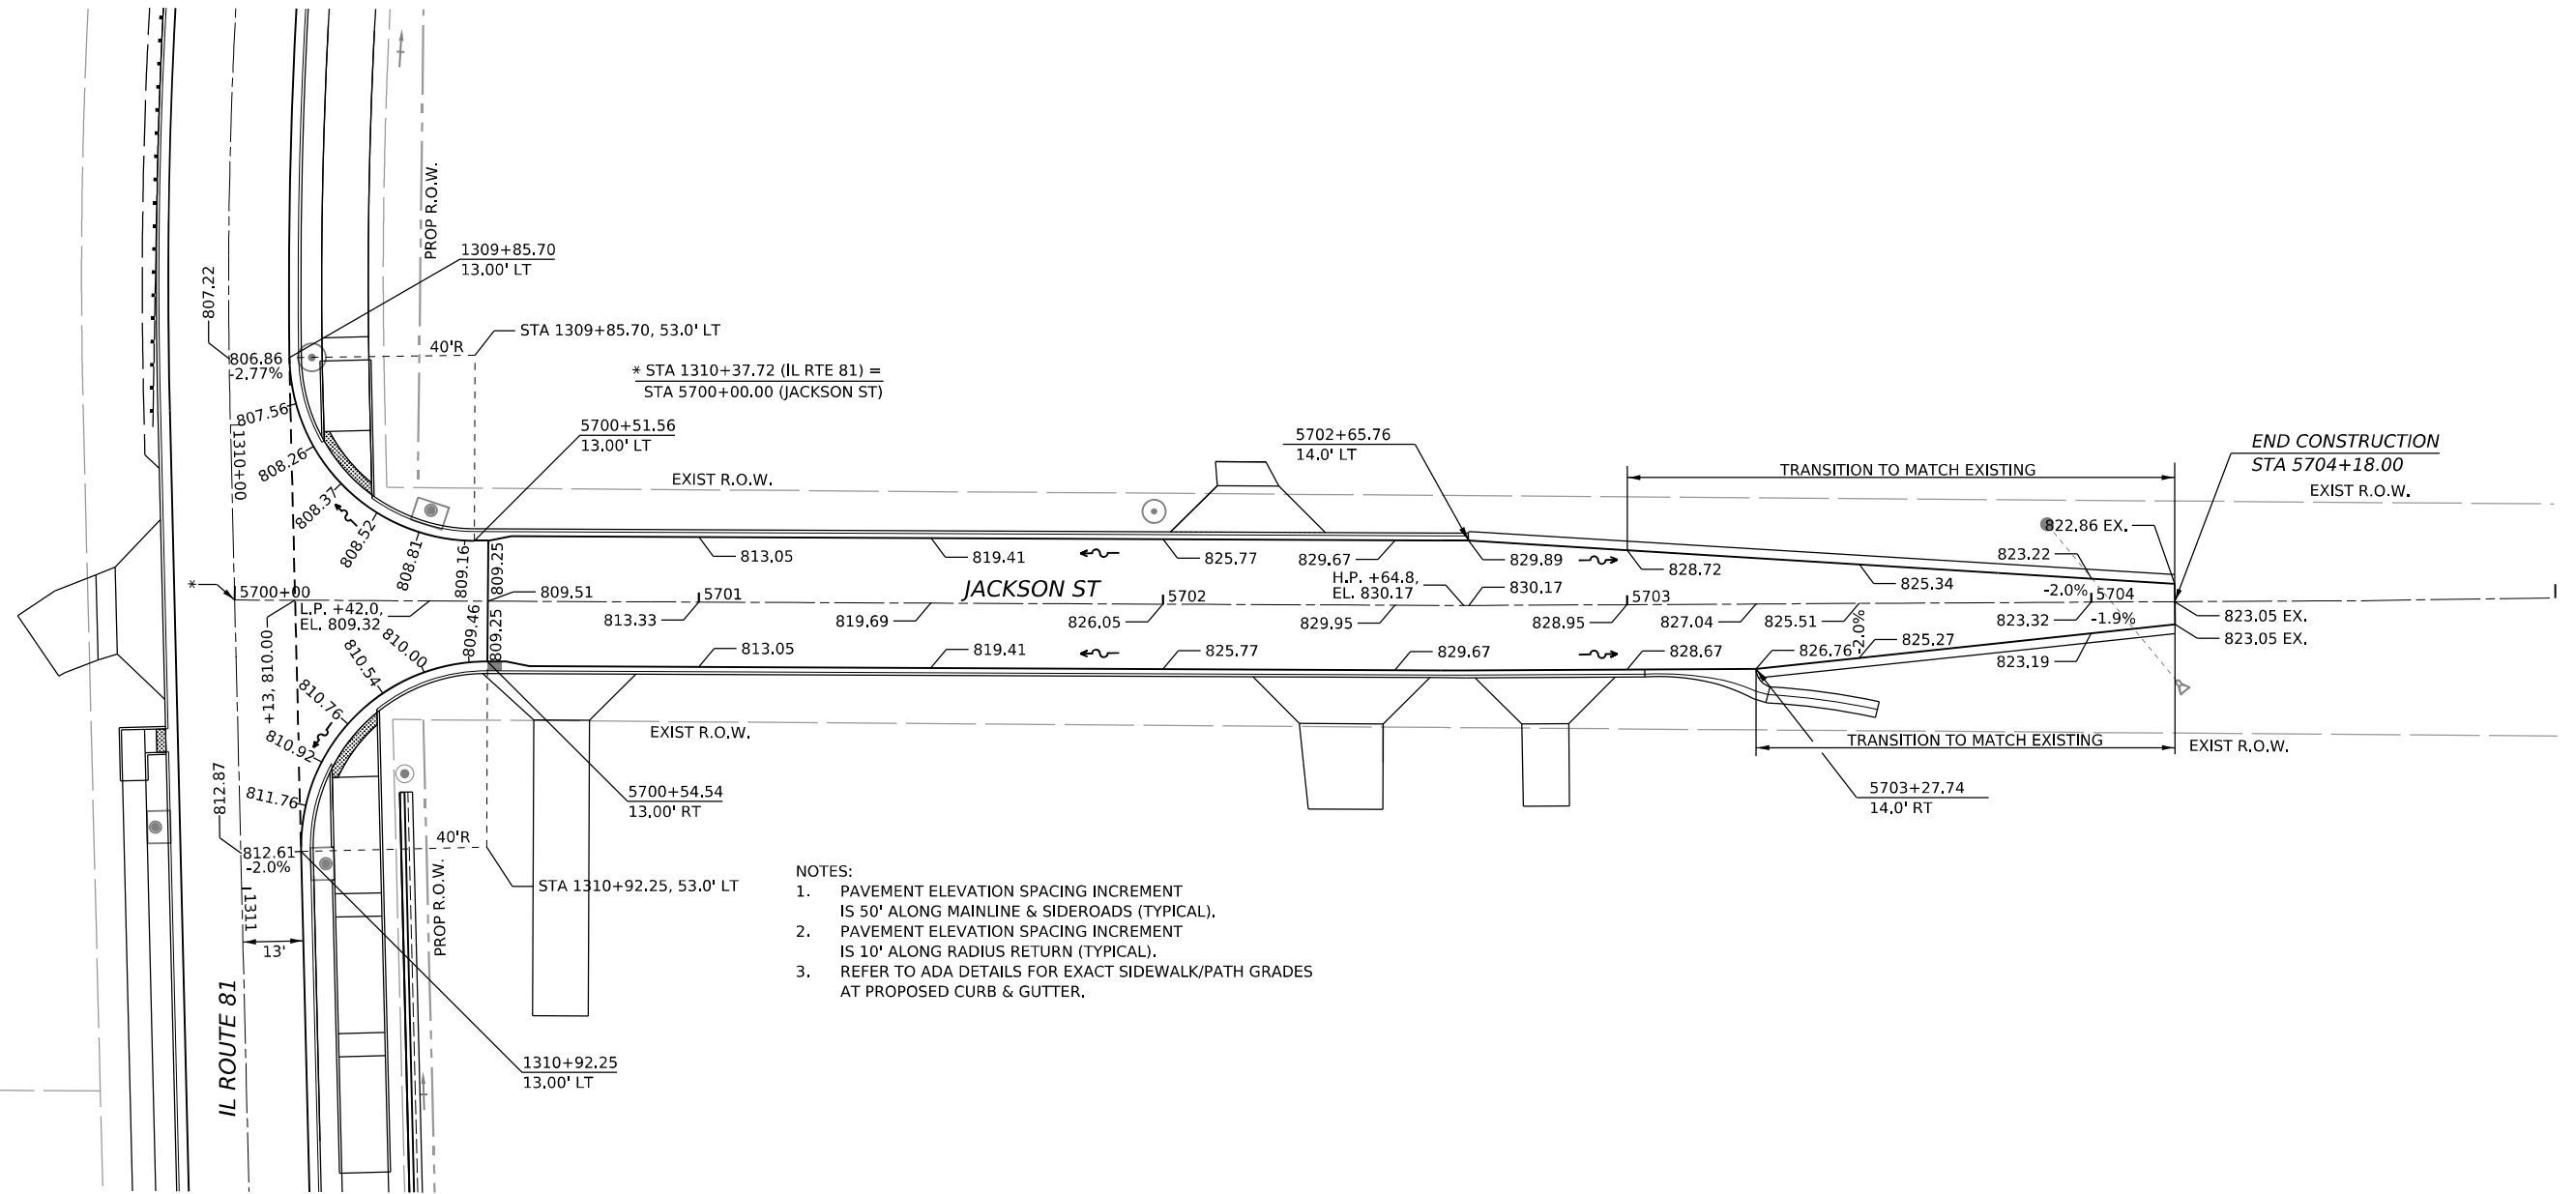 PROP R.O.W.
1309+85.70
13.00' LT
807.22
STA 1309+85.70, 53.0' LT
40'R
806.86
-2.77%
* STA 1310+37.72 (IL RTE 81) =
STA 5700+00.00 (JACKSON ST)
807.56
1310+00
808.26
808.37
808.52
808.81
809.16
809.25
5700+51.56
13.00' LT
EXIST R.O.W.
5702+65.76
14.0' LT
END CONSTRUCTION
STA 5704+18.00
TRANSITION TO MATCH EXISTING
EXIST R.O.W.
822.86 EX.
813.05
819.41
825.77
829.67
829.89
828.72
823.22
825.34
*
5700+00
L.P. +42.0,
EL. 809.32
809.51
5701
JACKSON ST
5702
H.P. +64.8,
EL. 830.17
830.17
5703
-2.0%
5704
813.33
819.69
826.05
829.95
828.95
827.04
825.51
823.32
-1.9%
823.05 EX.
823.05 EX.
+13, 810.00
809.46
809.25
810.00
810.54
810.76
810.92
811.76
813.05
819.41
825.77
829.67
828.67
826.76
-2.0%
825.27
823.19
EXIST R.O.W.
TRANSITION TO MATCH EXISTING
EXIST R.O.W.
812.87
5700+54.54
13.00' RT
5703+27.74
14.0' RT
812.61
-2.0%
40'R
STA 1310+92.25, 53.0' LT
1311
13'
PROP R.O.W.
IL ROUTE 81
1310+92.25
13.00' LT
NOTES:
1. PAVEMENT ELEVATION SPACING INCREMENT
IS 50' ALONG MAINLINE & SIDEROADS (TYPICAL).
2. PAVEMENT ELEVATION SPACING INCREMENT
IS 10' ALONG RADIUS RETURN (TYPICAL).
3. REFER TO ADA DETAILS FOR EXACT SIDEWALK/PATH GRADES
AT PROPOSED CURB & GUTTER.